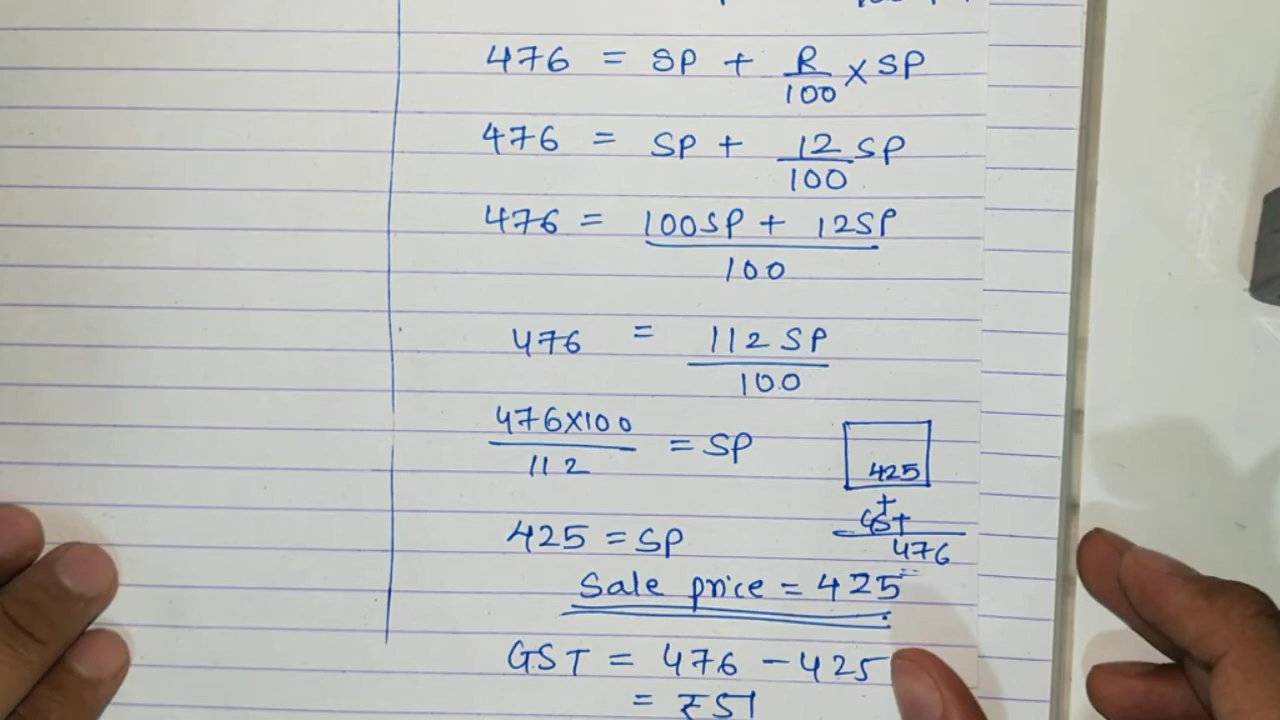 476 = SP + R/100 × SP
476 = SP + 12/100 SP
476 = 100SP + 12SP/100
476 = 112 SP/100
476×100/112 = SP
425
+
GST
476
425 = SP
Sale price = 425
GST = 476 - 425
= ₹51